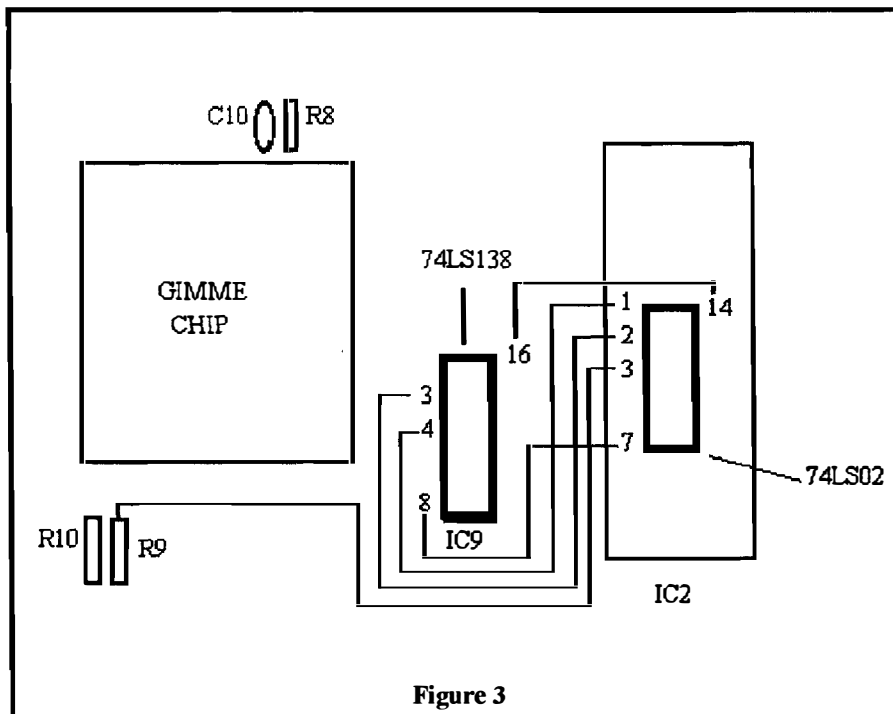 C10 R8
74LS138
GIMME
CHIP
1
14
2
16
3
3
4
7
74LS02
8
R10 R9
IC9
IC2
Figure 3